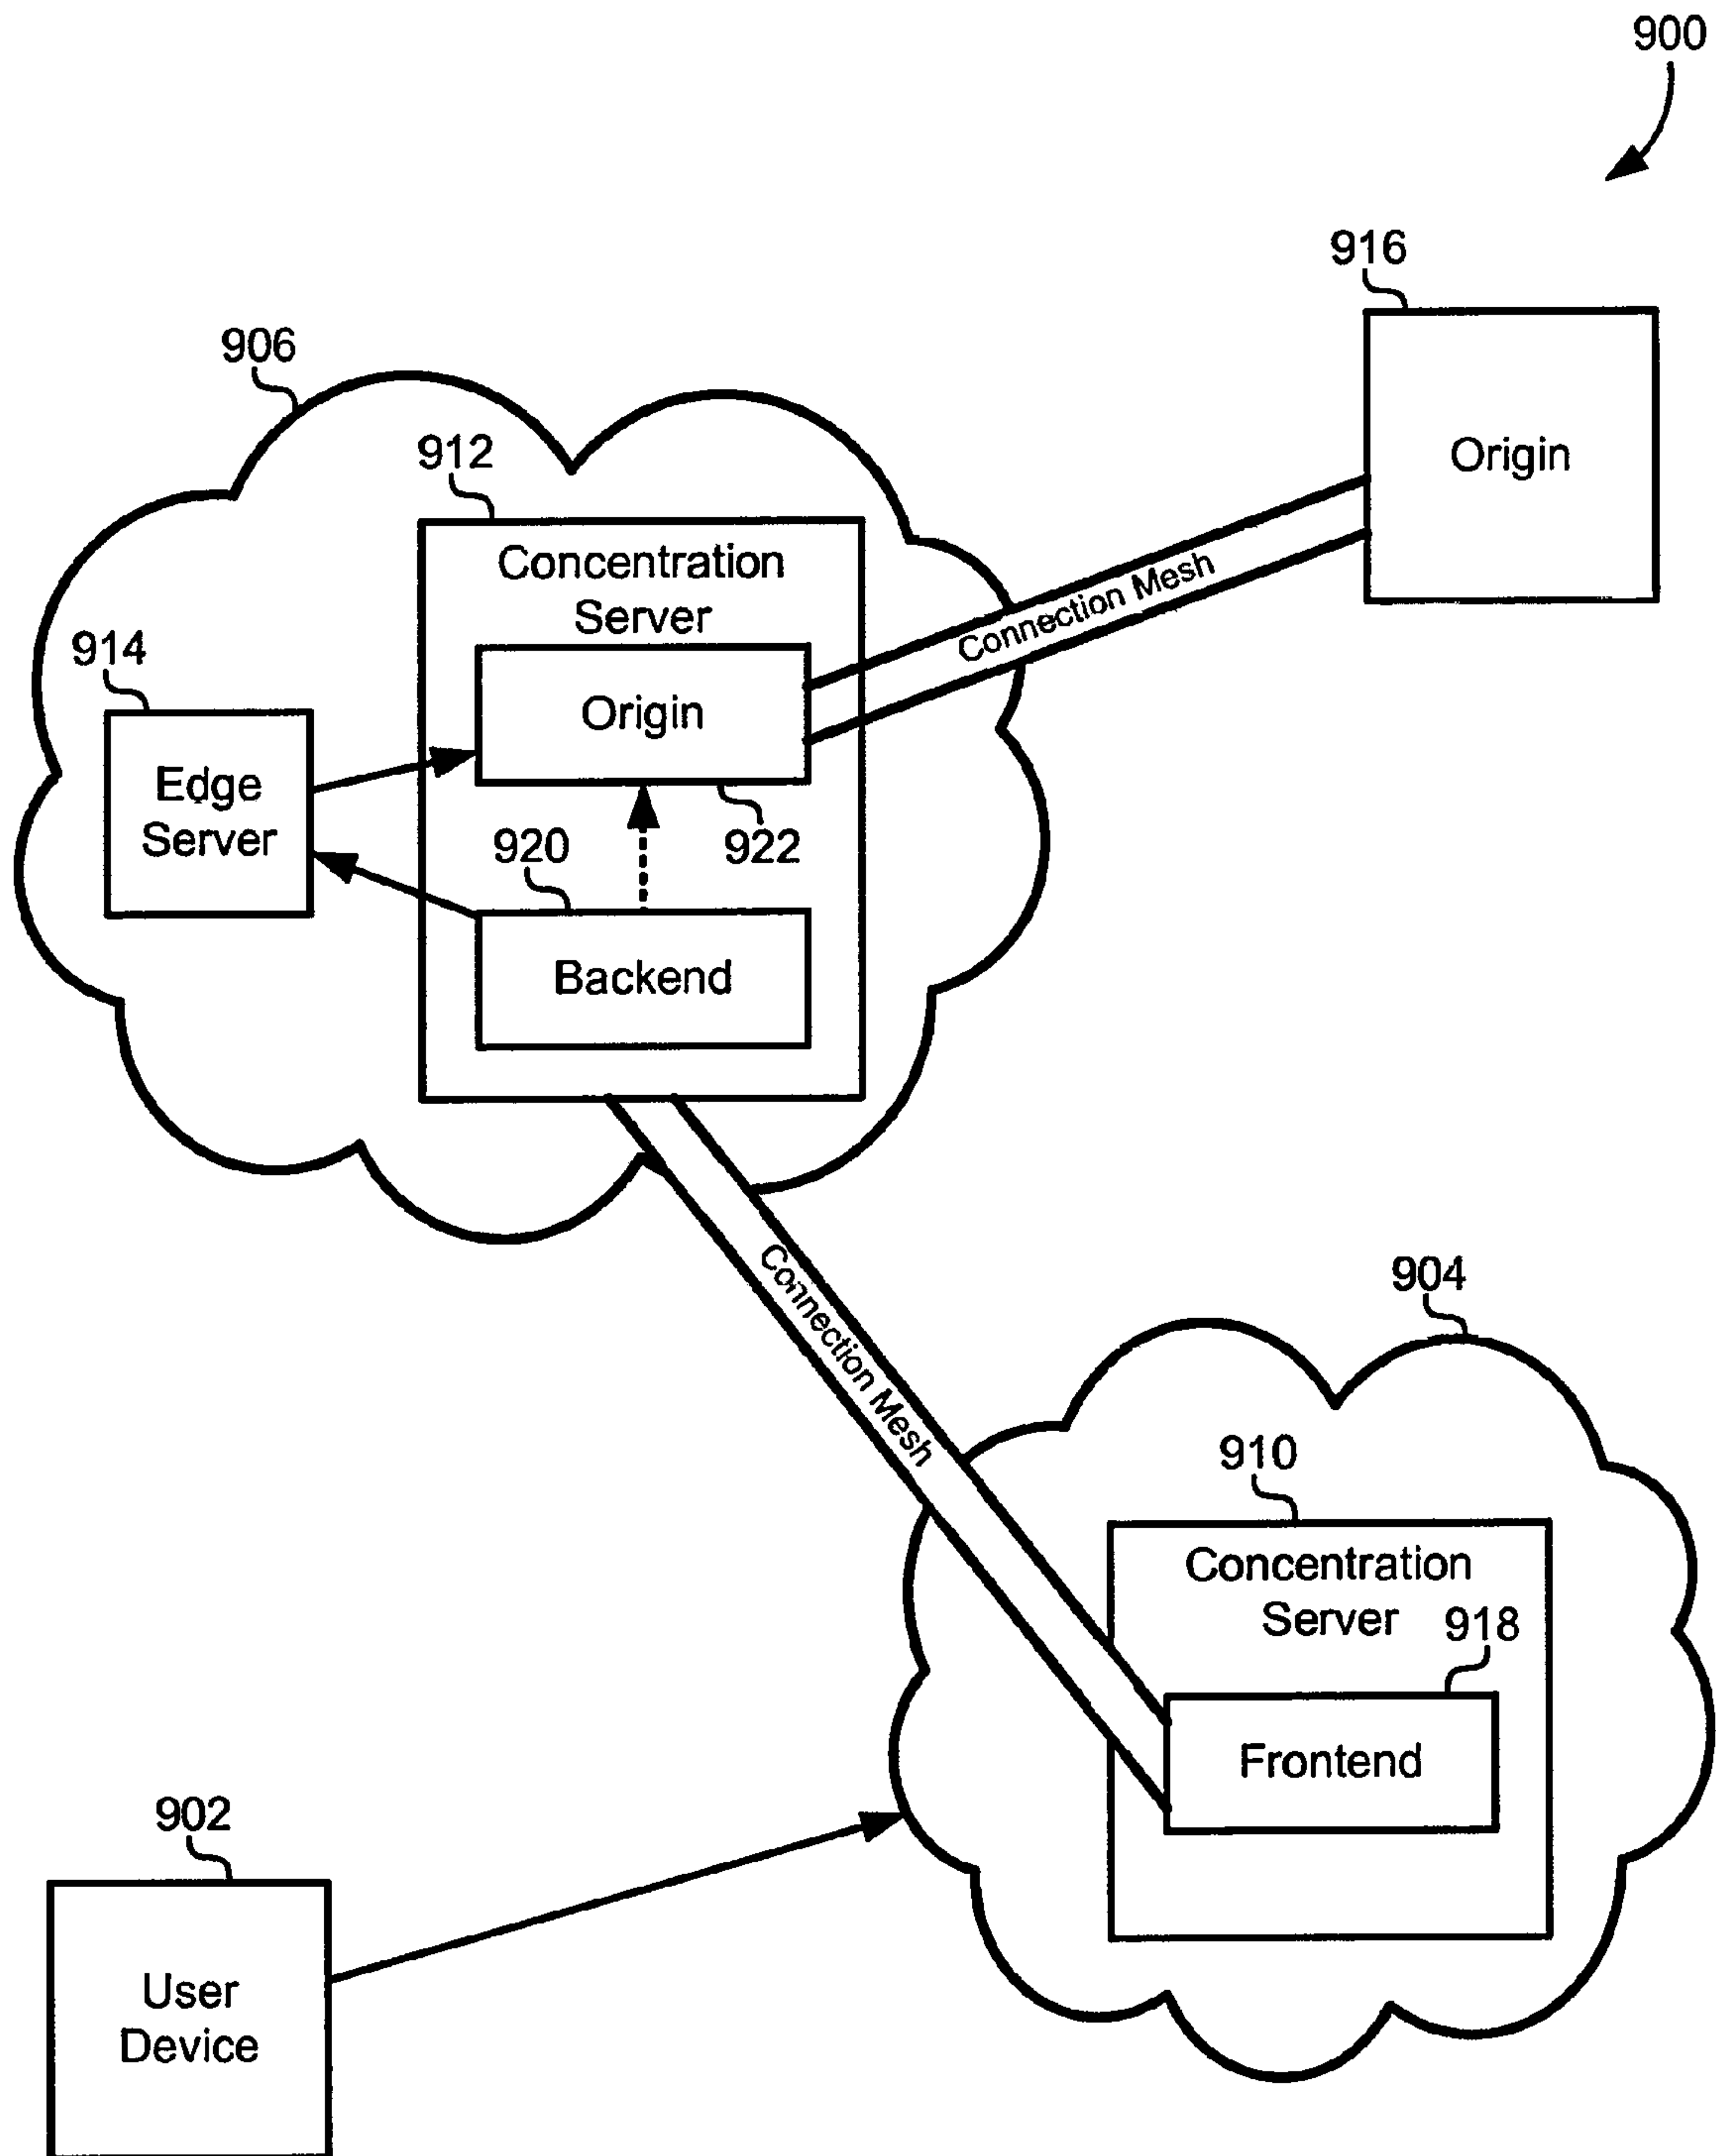 900
916
Origin
906
912
Concentration
Server
Connection Mesh
914
Origin
Edge
Server
920
922
Backend
Connection Mesh
904
910
Concentration
Server
918
Frontend
902
User
Device